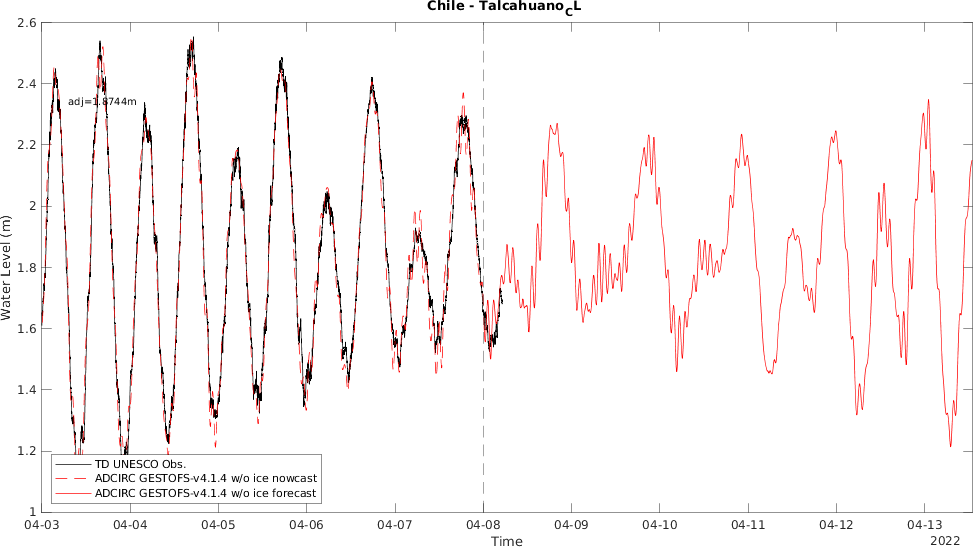 Chile - Talcahuano_CL
2.6
2.4
adj=1.8744m
2.2
2
1.8
1.6
1.4
1.2
1
Water Level (m)
TD UNESCO Obs.
ADCIRC GESTOFS-v4.1.4 w/o ice nowcast
ADCIRC GESTOFS-v4.1.4 w/o ice forecast
04-03 04-04 04-05 04-06 04-07 04-08 04-09 04-10 04-11 04-12 04-13
Time
2022